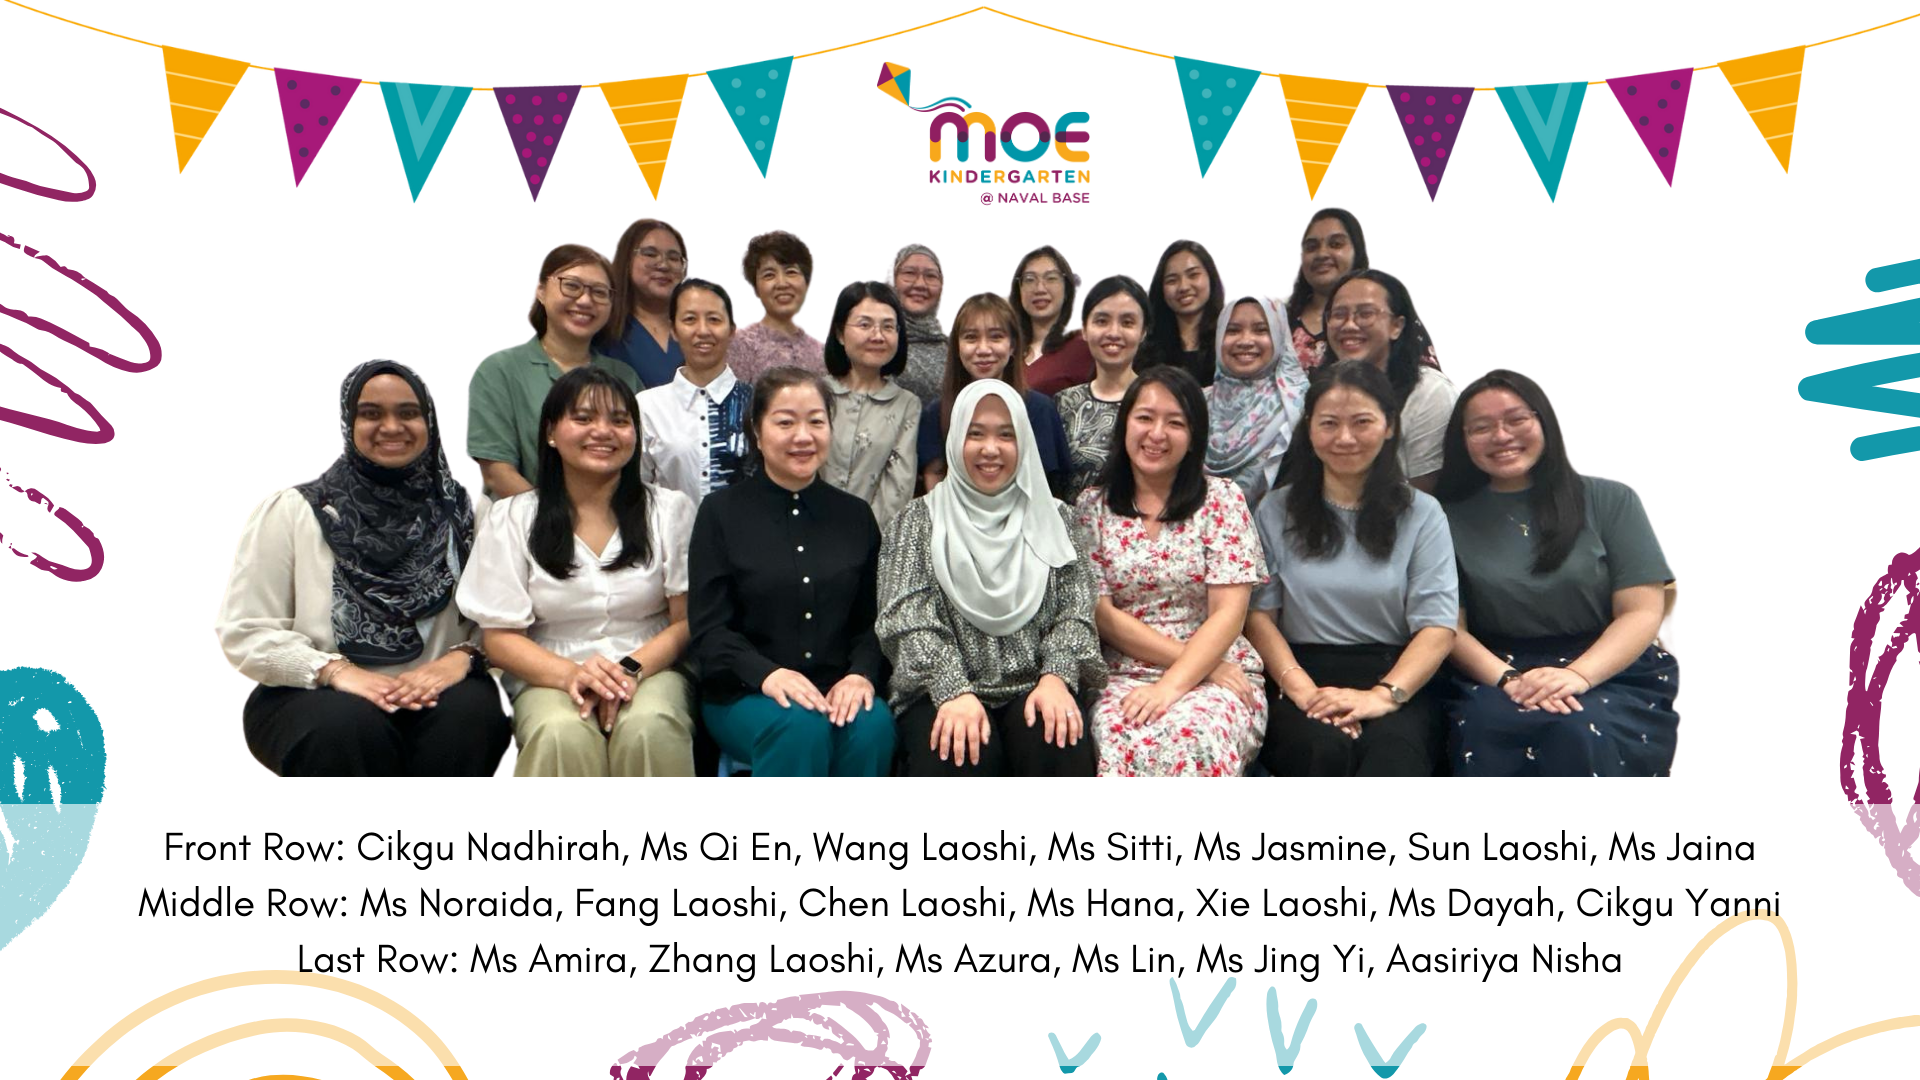 moe
KINDERGARTEN
@ NAVAL BASE
Front Row: Cikgu Nadhirah, Ms Qi En, Wang Laoshi, Ms Sitti, Ms Jasmine, Sun Laoshi, Ms Jaina
Middle Row: Ms Noraida, Fang Laoshi, Chen Laoshi, Ms Hana, Xie Laoshi, Ms Dayah, Cikgu Yanni
Last Row: Ms Amira, Zhang Laoshi, Ms Azura, Ms Lin, Ms Jing Yi, Aasiriya Nisha